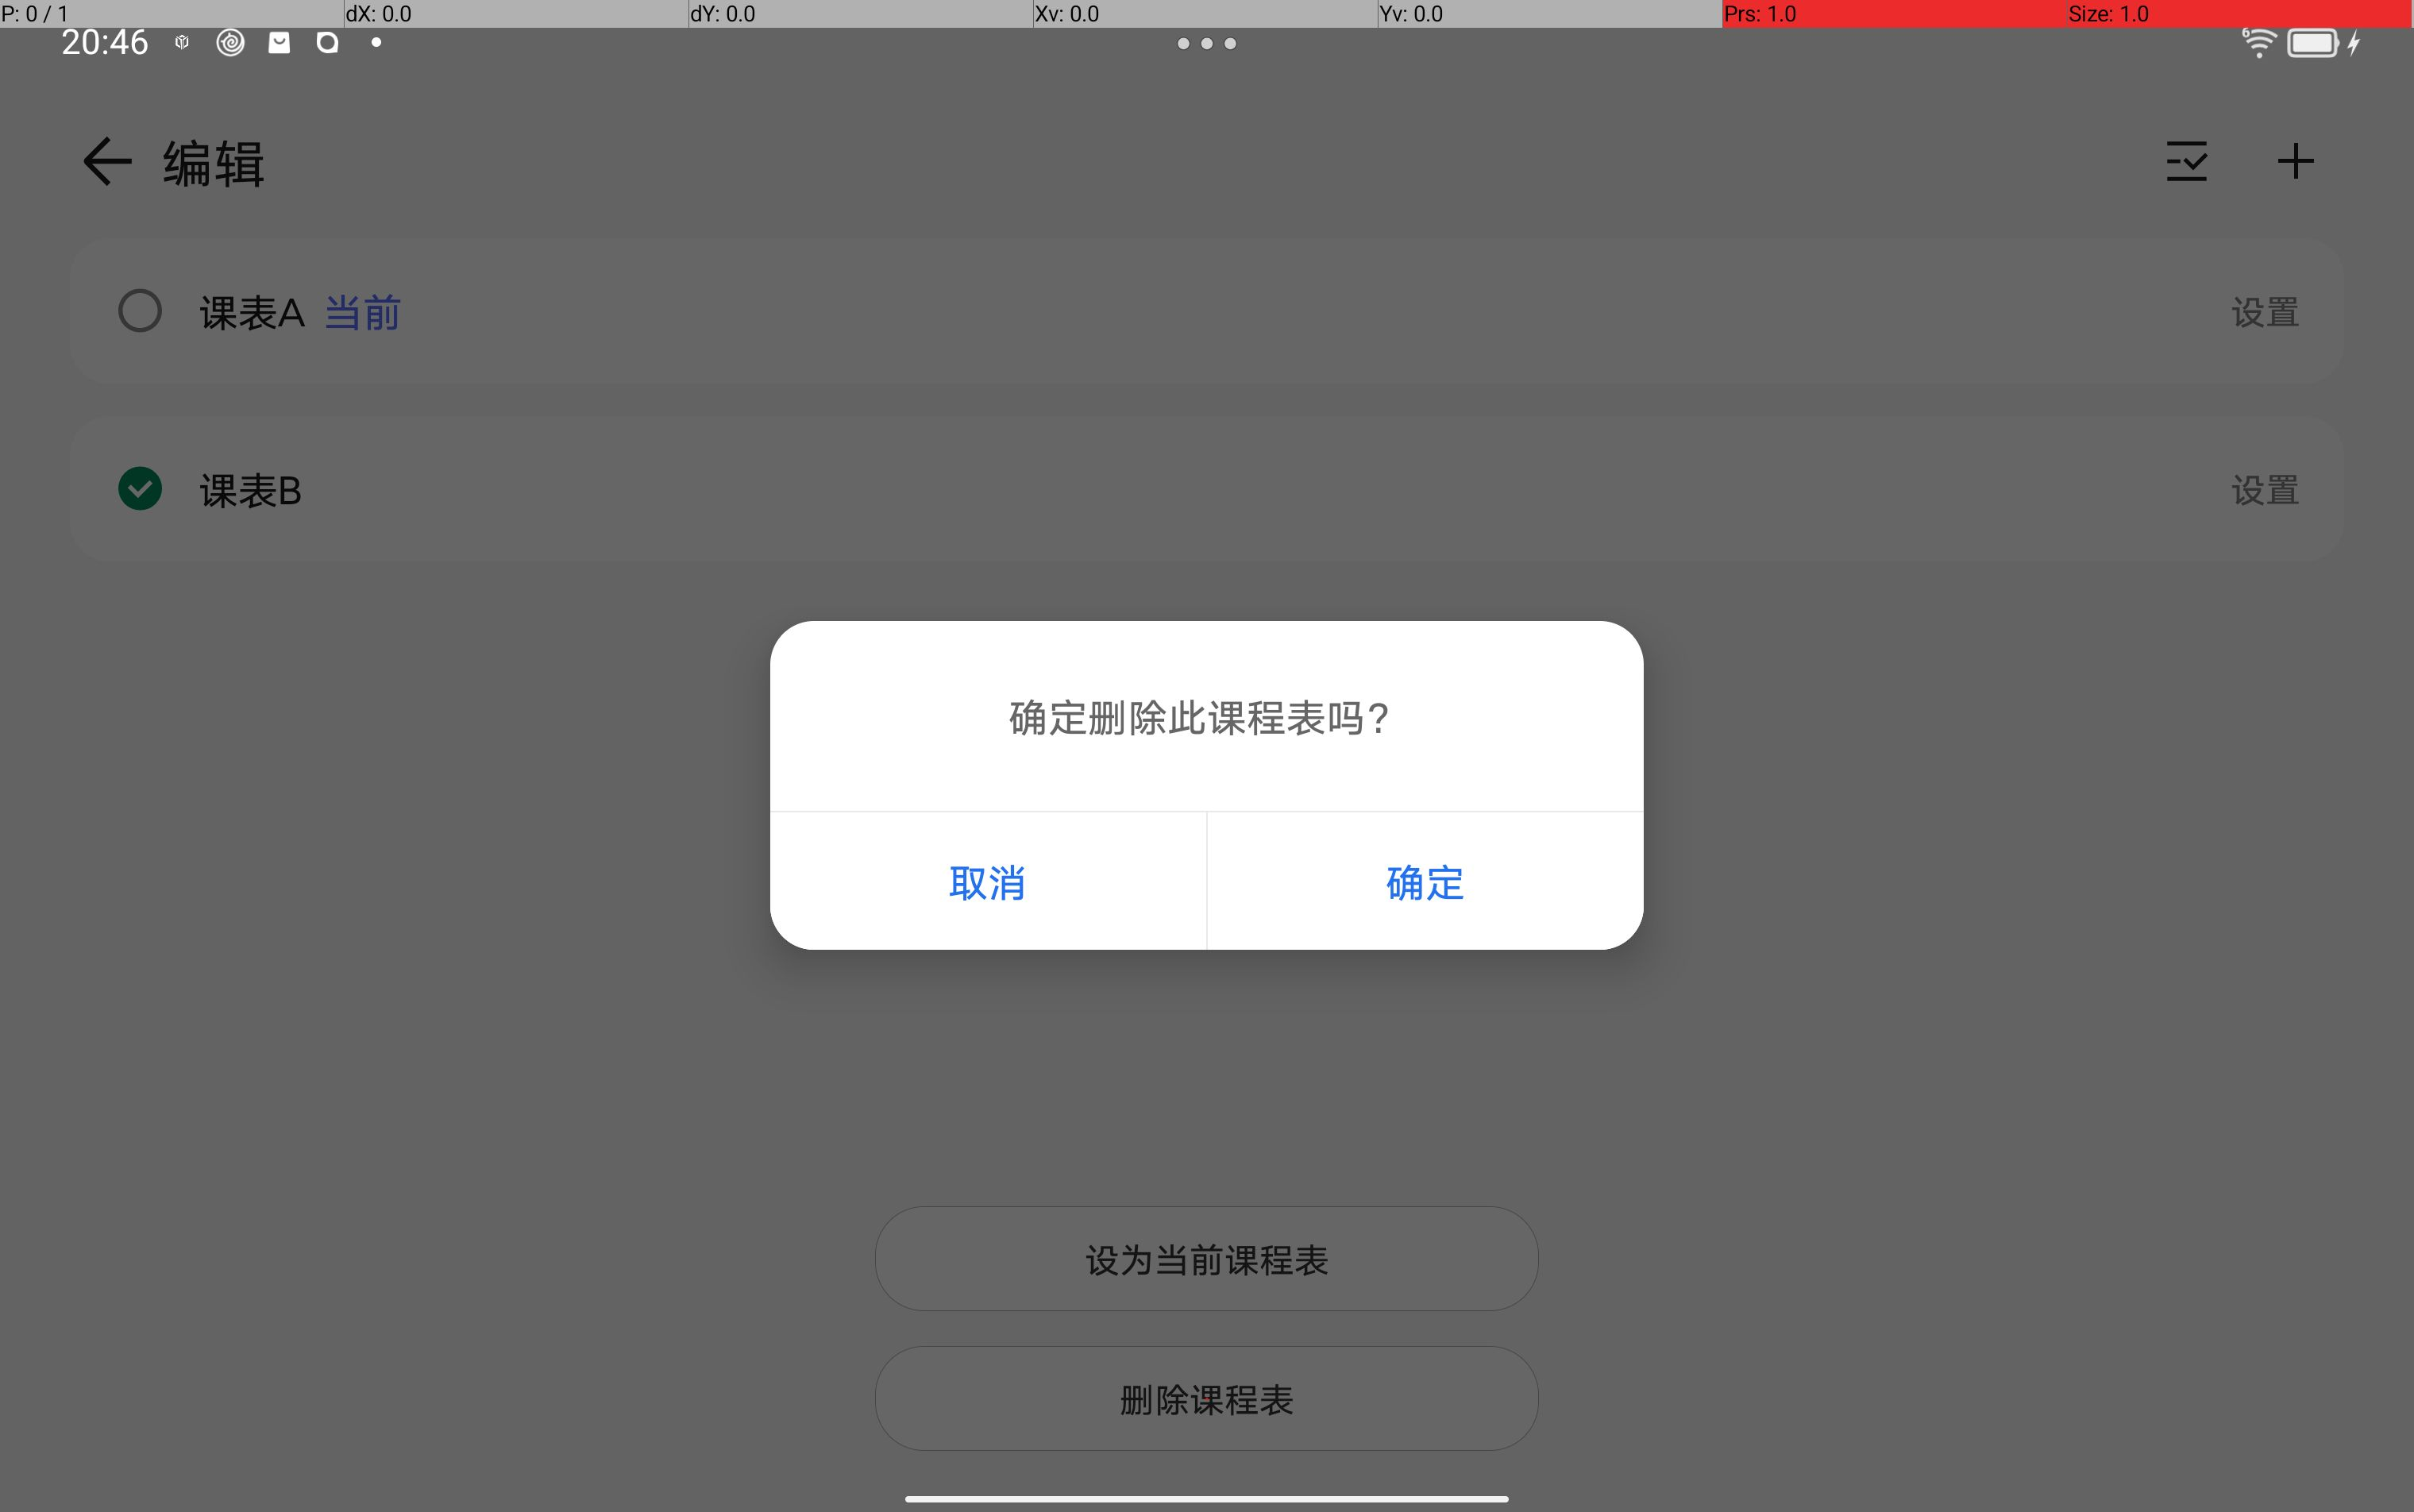 P: 0 / 1 dX: 0.0 dY: 0.0 Xv: 0.0 Yv: 0.0 Prs: 1.0 Size: 1.0
20:46 6
编辑
课表A 当前 设置
课表B 设置
确定删除此课程表吗？
取消 确定
设为当前课程表
删除课程表